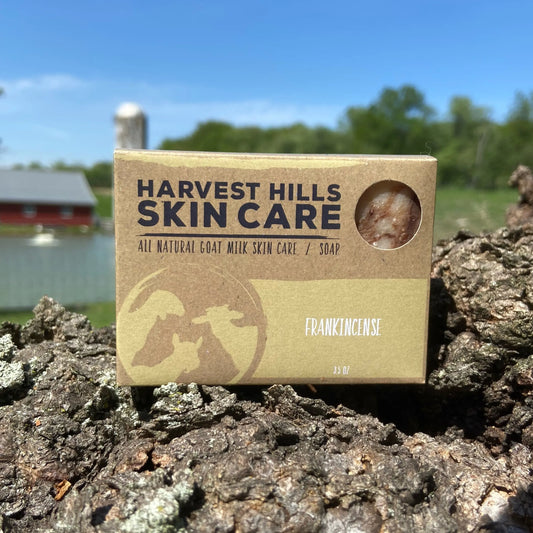 HARVEST HILLS
SKIN CARE
ALL NATURAL GOAT MILK SKIN CARE / SOAP
FRANKINCENSE
3.5 OZ